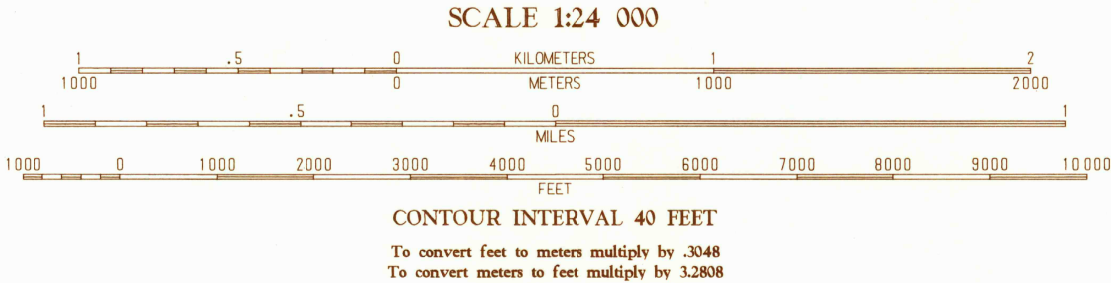 SCALE 1:24 000
1 .5 0 KILOMETERS 1 2
1000 0 METERS 1000 2000
1 .5 0 1
MILES
1000 0 1000 2000 3000 4000 5000 6000 7000 8000 9000 10 000
FEET
CONTOUR INTERVAL 40 FEET
To convert feet to meters multiply by .3048
To convert meters to feet multiply by 3.2808